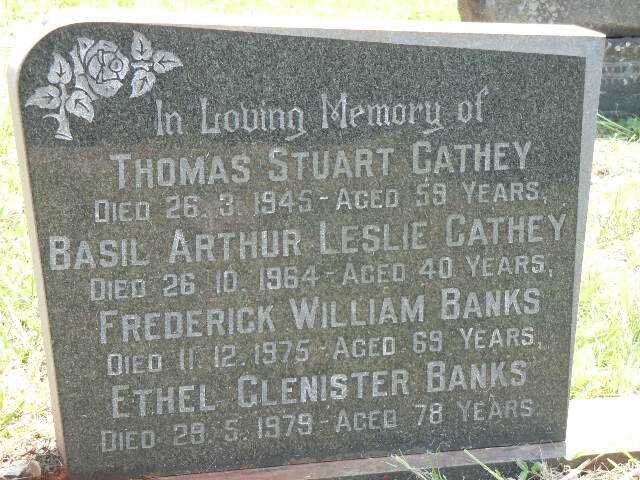 In Loving Memory of
THOMAS STUART CATHEY
DIED 26. 3. 1945 - AGED 59 YEARS,
BASIL ARTHUR LESLIE CATHEY
DIED 26. 10. 1964 - AGED 40 YEARS,
FREDERICK WILLIAM BANKS
DIED 11. 12. 1975 - AGED 69 YEARS,
ETHEL CLENISTER BANKS
DIED 29. 5. 1979 - AGED 78 YEARS.